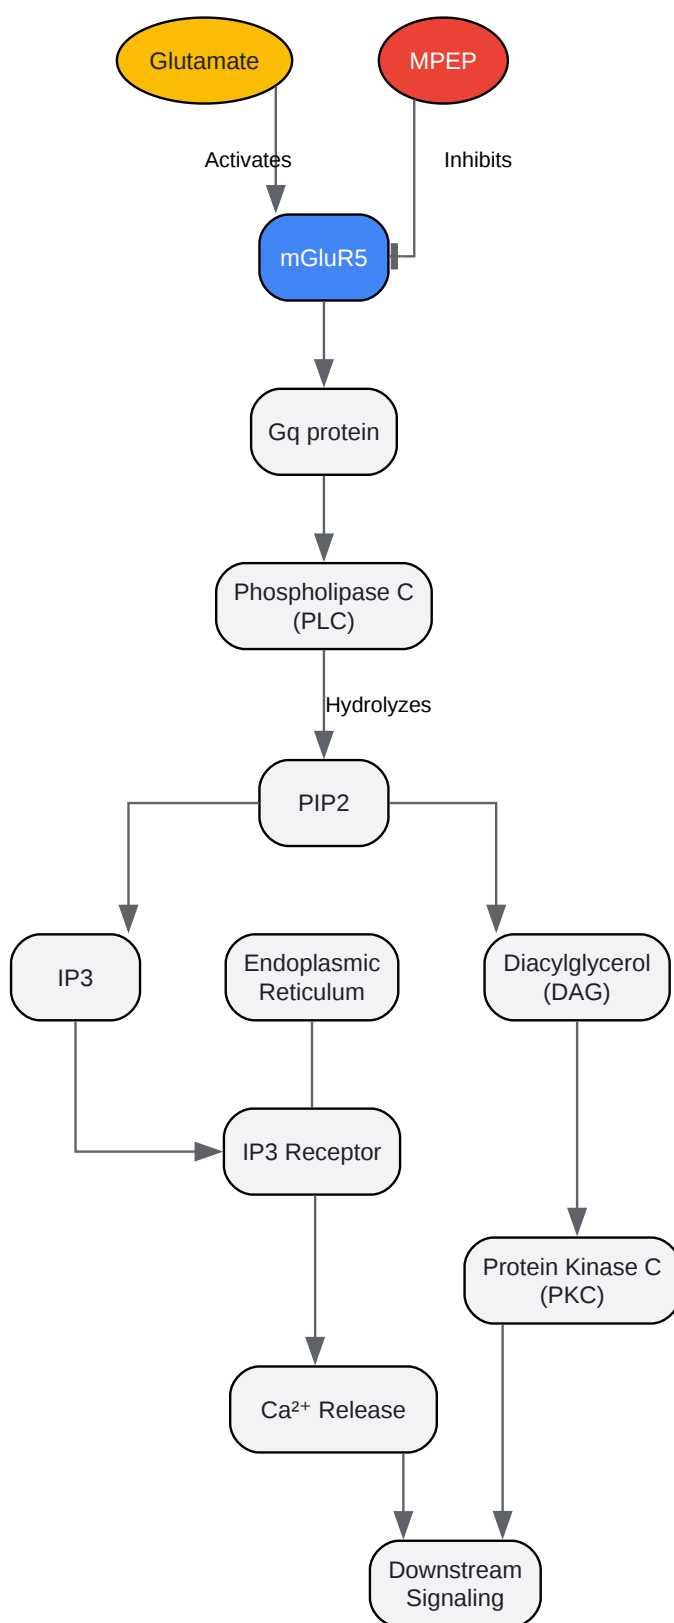 Glutamate
MPEP
Activates
Inhibits
mGluR5
Gq protein
Phospholipase C
(PLC)
Hydrolyzes
PIP2
IP3
Endoplasmic
Reticulum
Diacylglycerol
(DAG)
IP3 Receptor
Protein Kinase C
(PKC)
Ca²⁺ Release
Downstream
Signaling